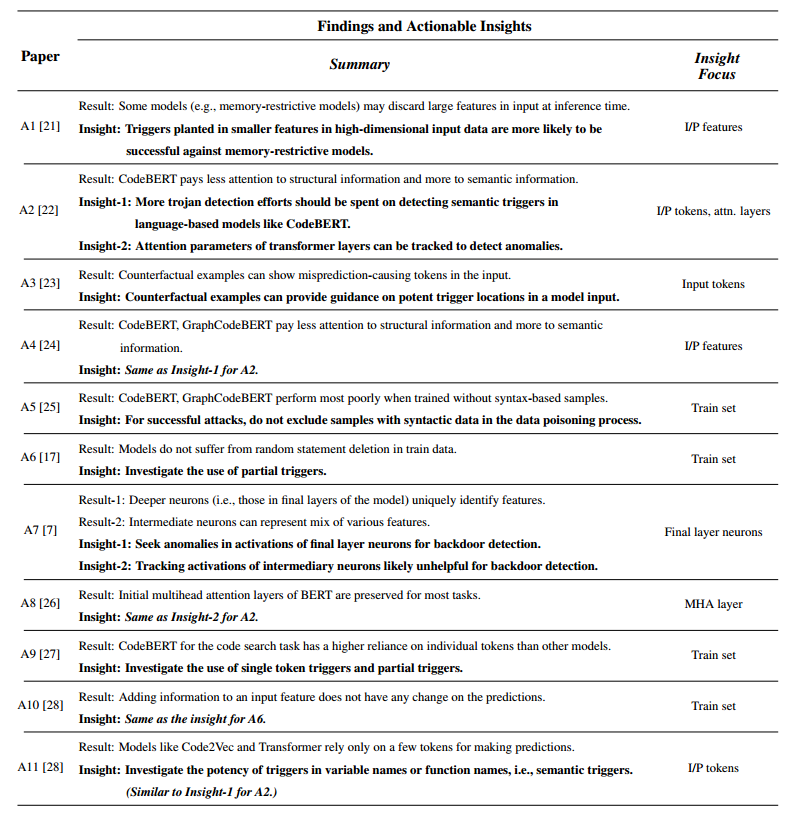 Findings and Actionable Insights
Paper
Summary
Insight
Focus
Result: Some models (e.g., memory-restrictive models) may discard large features in input at inference time.
A1 [21]
Insight: Triggers planted in smaller features in high-dimensional input data are more likely to be
I/P features
successful against memory-restrictive models.
Result: CodeBERT pays less attention to structural information and more to semantic information.
Insight-1: More trojan detection efforts should be spent on detecting semantic triggers in
A2 [22]
I/P tokens, attn. layers
language-based models like CodeBERT.
Insight-2: Attention parameters of transformer layers can be tracked to detect anomalies.
Result: Counterfactual examples can show misprediction-causing tokens in the input.
A3 [23]
Input tokens
Insight: Counterfactual examples can provide guidance on potent trigger locations in a model input.
Result: CodeBERT, GraphCodeBERT pay less attention to structural information and more to semantic
A4 [24]
information.
I/P features
Insight: Same as Insight-1 for A2.
Result: CodeBERT, GraphCodeBERT perform most poorly when trained without syntax-based samples.
A5 [25]
Train set
Insight: For successful attacks, do not exclude samples with syntactic data in the data poisoning process.
Result: Models do not suffer from random statement deletion in train data.
A6 [17]
Train set
Insight: Investigate the use of partial triggers.
Result-1: Deeper neurons (i.e., those in final layers of the model) uniquely identify features.
Result-2: Intermediate neurons can represent mix of various features.
A7 [7]
Final layer neurons
Insight-1: Seek anomalies in activations of final layer neurons for backdoor detection.
Insight-2: Tracking activations of intermediary neurons likely unhelpful for backdoor detection.
Result: Initial multihead attention layers of BERT are preserved for most tasks.
A8 [26]
MHA layer
Insight: Same as Insight-2 for A2.
Result: CodeBERT for the code search task has a higher reliance on individual tokens than other models.
A9 [27]
Train set
Insight: Investigate the use of single token triggers and partial triggers.
Result: Adding information to an input feature does not have any change on the predictions.
A10 [28]
Train set
Insight: Same as the insight for A6.
Result: Models like Code2Vec and Transformer rely only on a few tokens for making predictions.
A11 [28]
Insight: Investigate the potency of triggers in variable names or function names, i.e., semantic triggers.
I/P tokens
(Similar to Insight-1 for A2.)